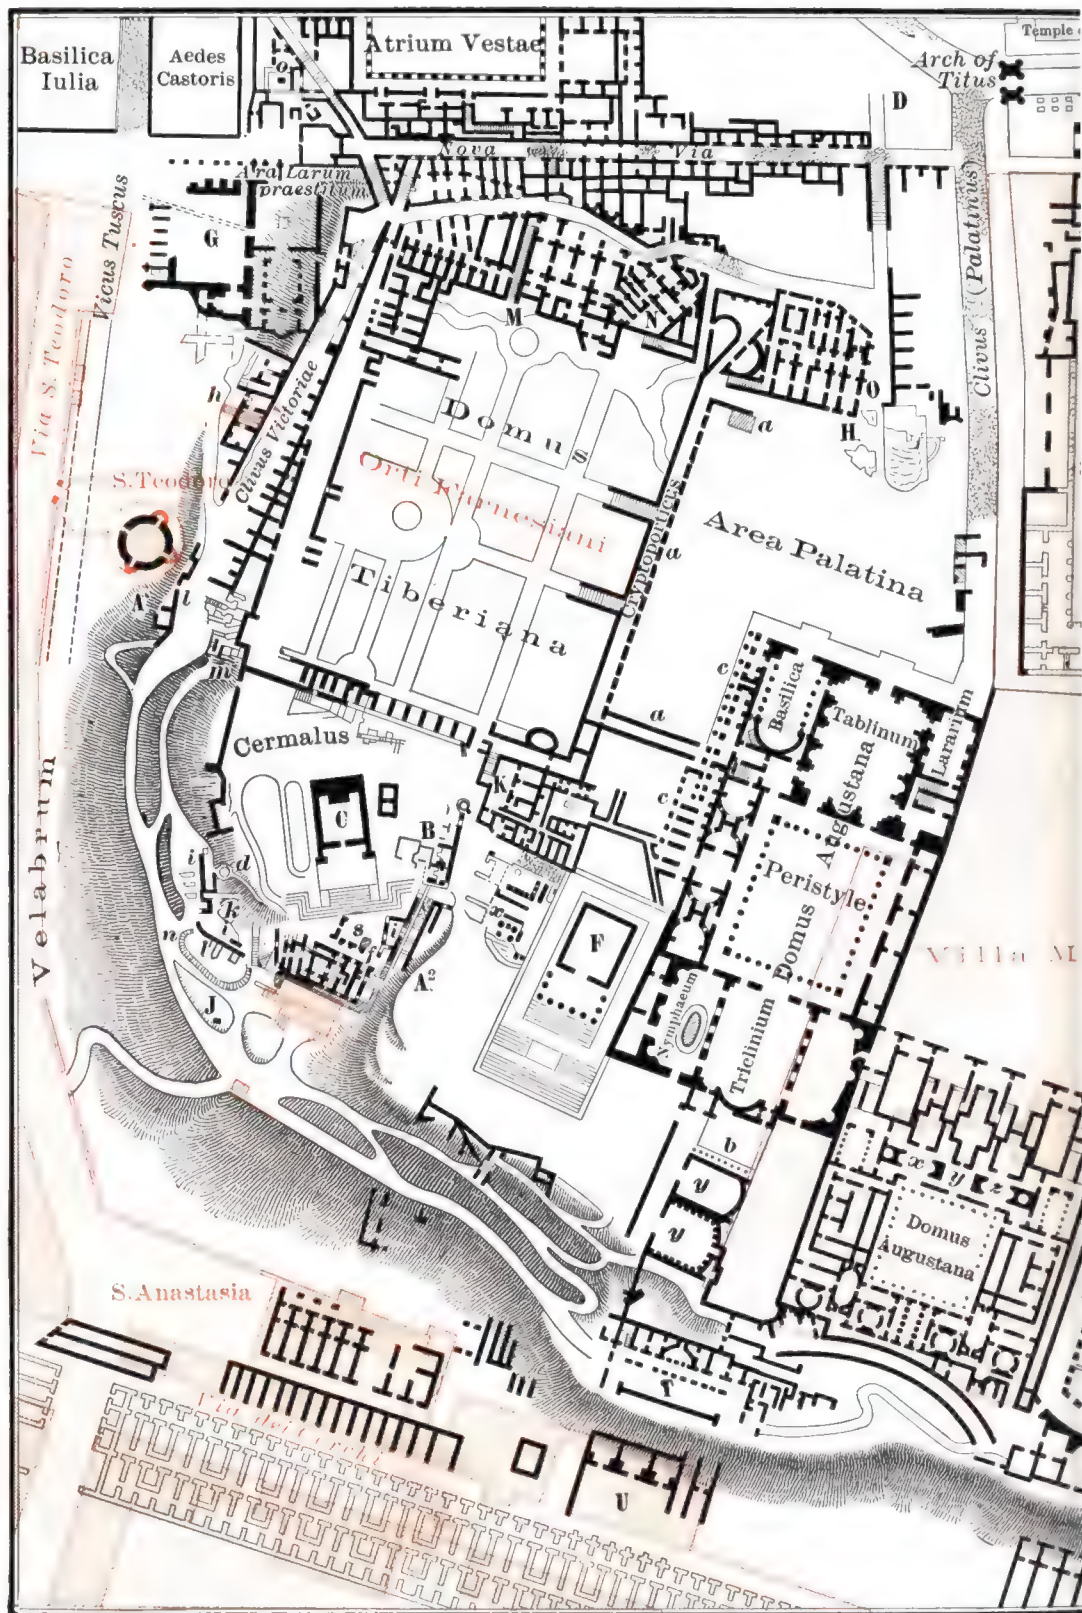 Basilica
Iulia
Aedes
Castoris
o
Atrium Vestae
Temple
Arch of
Titus
D
Nova Via
P
Ara Larum
praestitum
G
Vicus Tuscus
Via S. Teodoro
Clivus (Palatinus)
M
N
O
H
h
Clivus Victoriae
Domus
Tiberiana
Orti Farnesiani
a
Cryptoporticus
a
Area Palatina
S. Teodoro
A'
l
m
c
a
Basilica
Tablinum
Lararium
Domus Augustana
Cermalus
C
B
K
c
Peristyle
Velabrum
i
d
k
n
J
s
x
A²
F
Nymphaeum
Triclinium
Villa M
b
y
y
x
y
z
Domus
Augustana
S. Anastasia
Via dei Cerchi
T
U